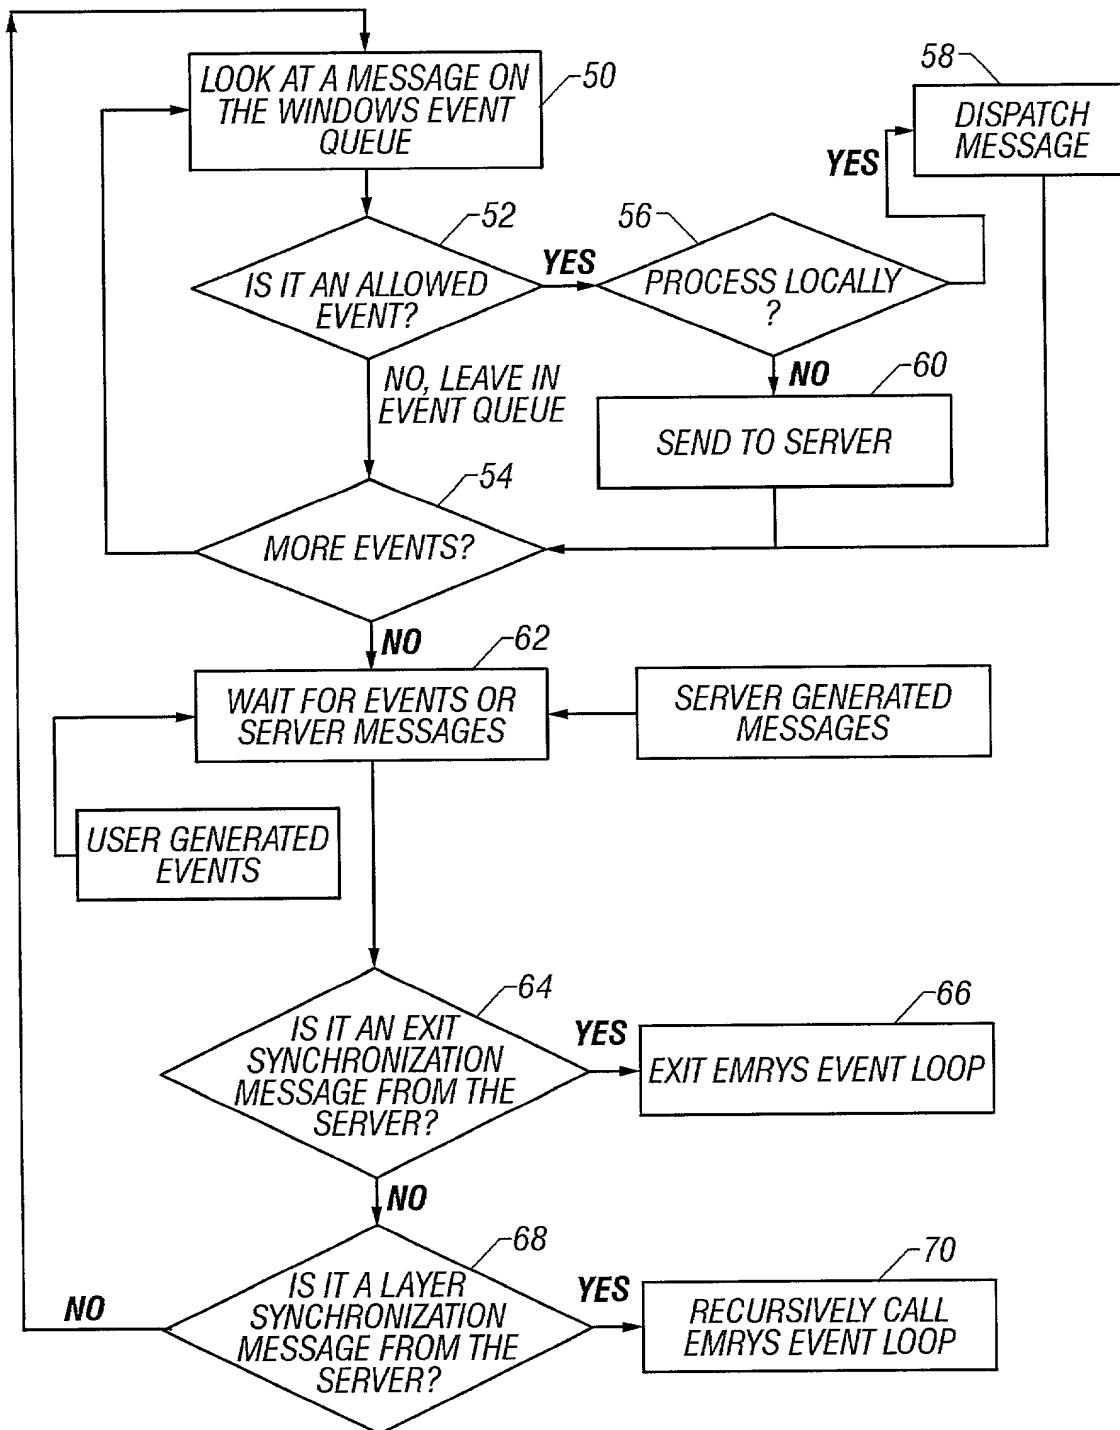 LOOK AT A MESSAGE ON
THE WINDOWS EVENT
QUEUE
50
58
DISPATCH
MESSAGE
YES
52
IS IT AN ALLOWED
EVENT?
YES
56
PROCESS LOCALLY
?
NO, LEAVE IN
EVENT QUEUE
NO
60
SEND TO SERVER
54
MORE EVENTS?
NO
62
WAIT FOR EVENTS OR
SERVER MESSAGES
SERVER GENERATED
MESSAGES
USER GENERATED
EVENTS
64
IS IT AN EXIT
SYNCHRONIZATION
MESSAGE FROM THE
SERVER?
YES
66
EXIT EMRYS EVENT LOOP
NO
68
IS IT A LAYER
SYNCHRONIZATION
MESSAGE FROM THE
SERVER?
NO
YES
70
RECURSIVELY CALL
EMRYS EVENT LOOP